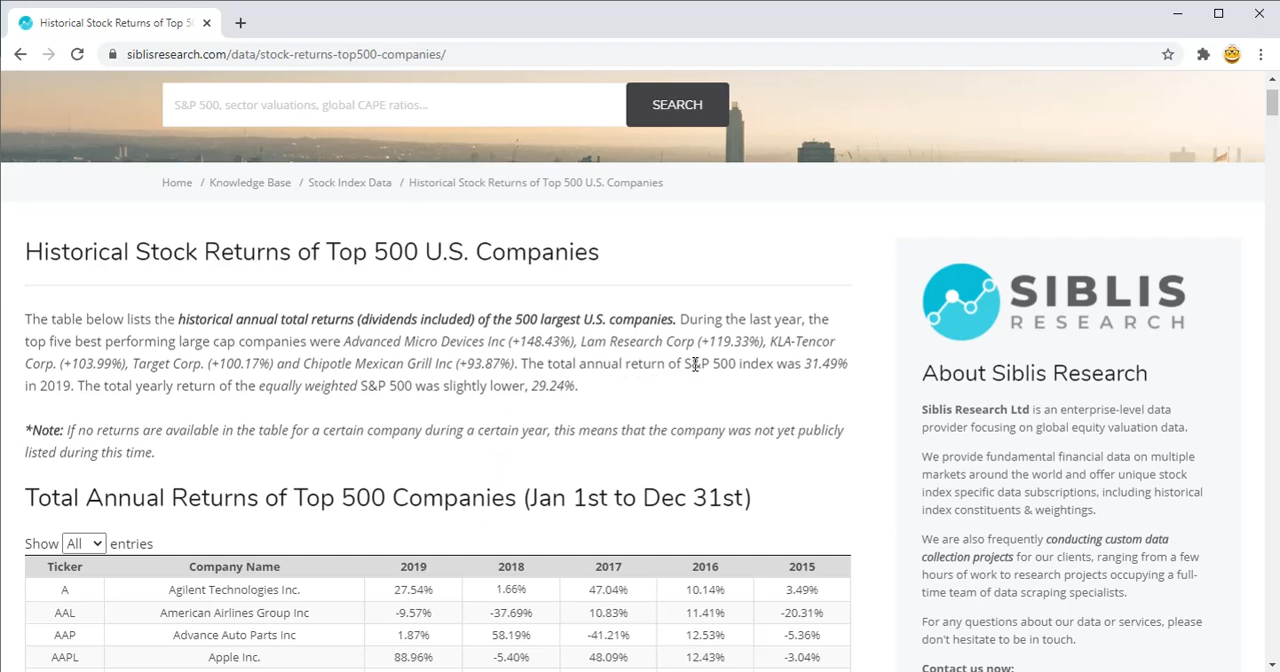 Historical Stock Returns of Top 5
siblisresearch.com/data/stock-returns-top500-companies/
S&P 500, sector valuations, global CAPE ratios...
SEARCH
Home / Knowledge Base / Stock Index Data / Historical Stock Returns of Top 500 U.S. Companies
Historical Stock Returns of Top 500 U.S. Companies
The table below lists the historical annual total returns (dividends included) of the 500 largest U.S. companies. During the last year, the
top five best performing large cap companies were Advanced Micro Devices Inc (+148.43%), Lam Research Corp (+119.33%), KLA-Tencor
Corp. (+103.99%), Target Corp. (+100.17%) and Chipotle Mexican Grill Inc (+93.87%). The total annual return of S&P 500 index was 31.49%
in 2019. The total yearly return of the equally weighted S&P 500 was slightly lower, 29.24%.
*Note: If no returns are available in the table for a certain company during a certain year, this means that the company was not yet publicly
listed during this time.
Total Annual Returns of Top 500 Companies (Jan 1st to Dec 31st)
Show All entries
Ticker Company Name 2019 2018 2017 2016 2015
A Agilent Technologies Inc. 27.54% 1.66% 47.04% 10.14% 3.49%
AAL American Airlines Group Inc -9.57% -37.69% 10.83% 11.41% -20.31%
AAP Advance Auto Parts Inc 1.87% 58.19% -41.21% 12.53% -5.36%
AAPL Apple Inc. 88.96% -5.40% 48.09% 12.43% -3.04%
SIBLIS
RESEARCH
About Siblis Research
Siblis Research Ltd is an enterprise-level data
provider focusing on global equity valuation data.
We provide fundamental financial data on multiple
markets around the world and offer unique stock
index specific data subscriptions, including historical
index constituents & weightings.
We are also frequently conducting custom data
collection projects for our clients, ranging from a few
hours of work to research projects occupying a full-
time team of data scraping specialists.
For any questions about our data or services, please
don't hesitate to be in touch.
Contact us now: